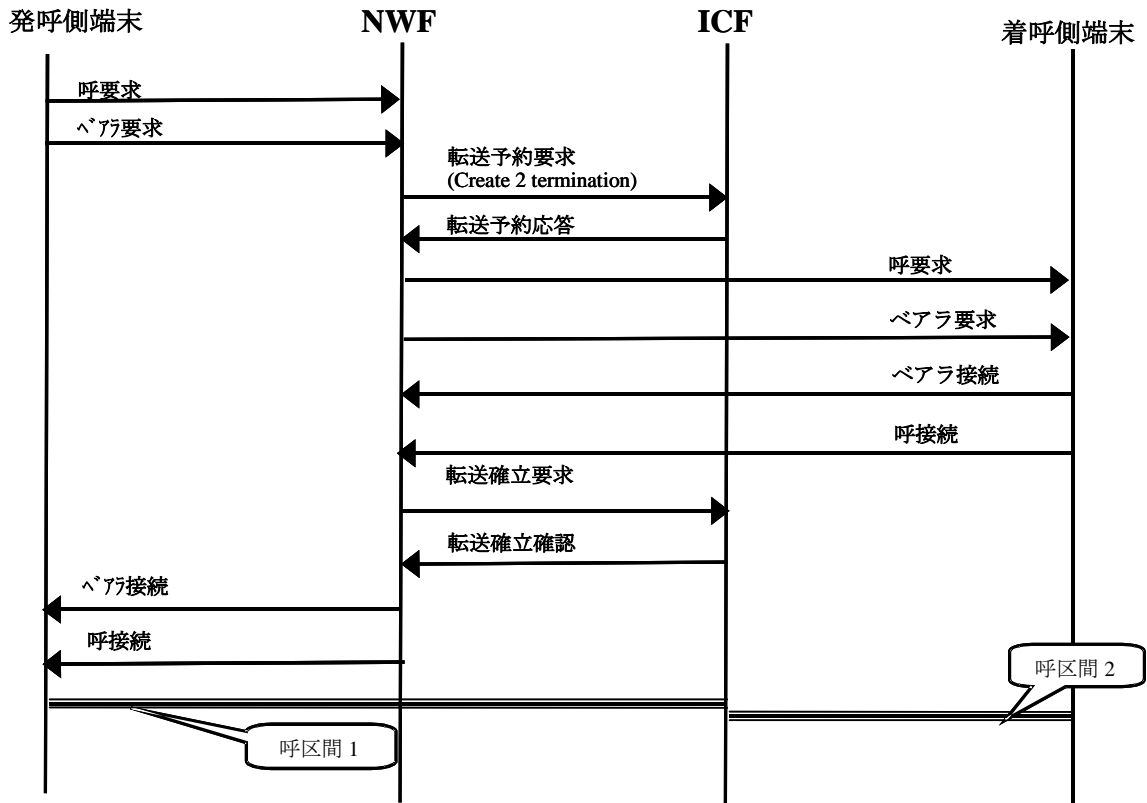 発呼側端末
NWF
ICF
着呼側端末
呼要求
ﾍﾞｱﾗ要求
転送予約要求
(Create 2 termination)
転送予約応答
呼要求
ベアラ要求
ベアラ接続
呼接続
転送確立要求
転送確立確認
ﾍﾞｱﾗ接続
呼接続
呼区間 2
呼区間 1